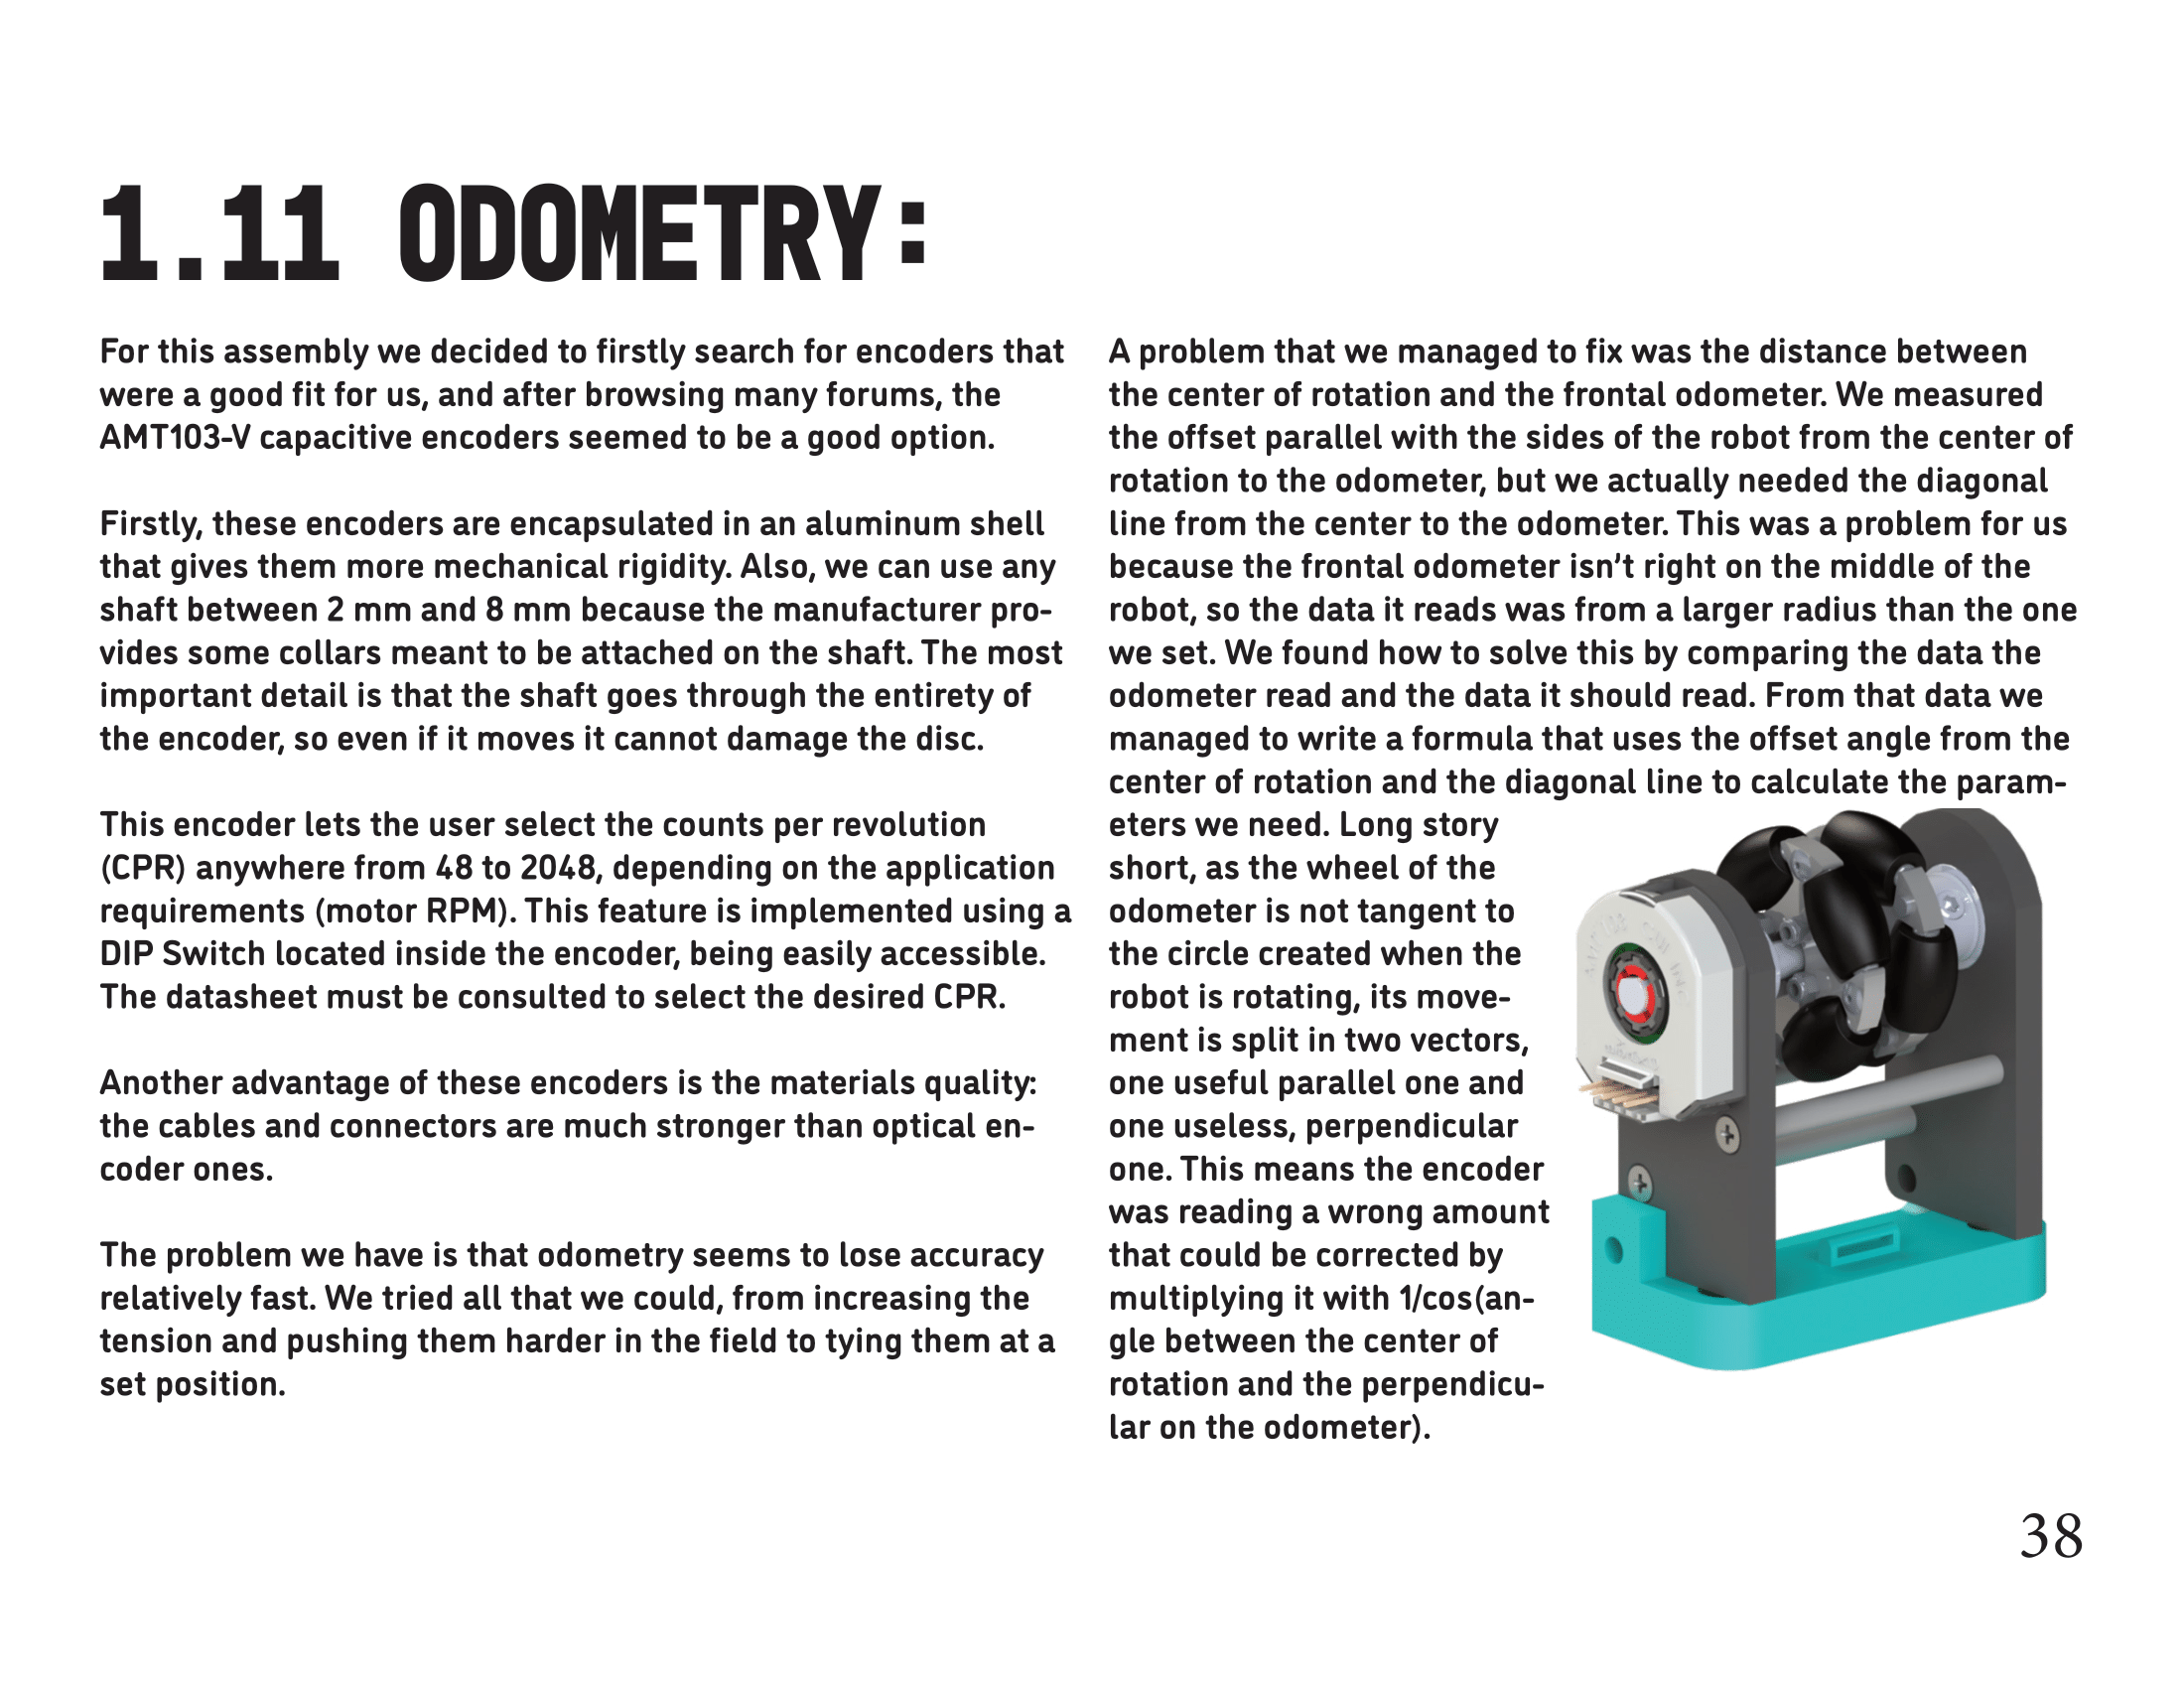 1.11 ODOMETRY:
For this assembly we decided to firstly search for encoders that
were a good fit for us, and after browsing many forums, the
AMT103-V capacitive encoders seemed to be a good option.
Firstly, these encoders are encapsulated in an aluminum shell
that gives them more mechanical rigidity. Also, we can use any
shaft between 2 mm and 8 mm because the manufacturer pro-
vides some collars meant to be attached on the shaft. The most
important detail is that the shaft goes through the entirety of
the encoder, so even if it moves it cannot damage the disc.
This encoder lets the user select the counts per revolution
(CPR) anywhere from 48 to 2048, depending on the application
requirements (motor RPM). This feature is implemented using a
DIP Switch located inside the encoder, being easily accessible.
The datasheet must be consulted to select the desired CPR.
Another advantage of these encoders is the materials quality:
the cables and connectors are much stronger than optical en-
coder ones.
The problem we have is that odometry seems to lose accuracy
relatively fast. We tried all that we could, from increasing the
tension and pushing them harder in the field to tying them at a
set position.
A problem that we managed to fix was the distance between
the center of rotation and the frontal odometer. We measured
the offset parallel with the sides of the robot from the center of
rotation to the odometer, but we actually needed the diagonal
line from the center to the odometer. This was a problem for us
because the frontal odometer isn't right on the middle of the
robot, so the data it reads was from a larger radius than the one
we set. We found how to solve this by comparing the data the
odometer read and the data it should read. From that data we
managed to write a formula that uses the offset angle from the
center of rotation and the diagonal line to calculate the param-
eters we need. Long story
short, as the wheel of the
odometer is not tangent to
the circle created when the
robot is rotating, its move-
ment is split in two vectors,
one useful parallel one and
one useless, perpendicular
one. This means the encoder
was reading a wrong amount
that could be corrected by
multiplying it with 1/cos(an-
gle between the center of
rotation and the perpendicu-
lar on the odometer).
38